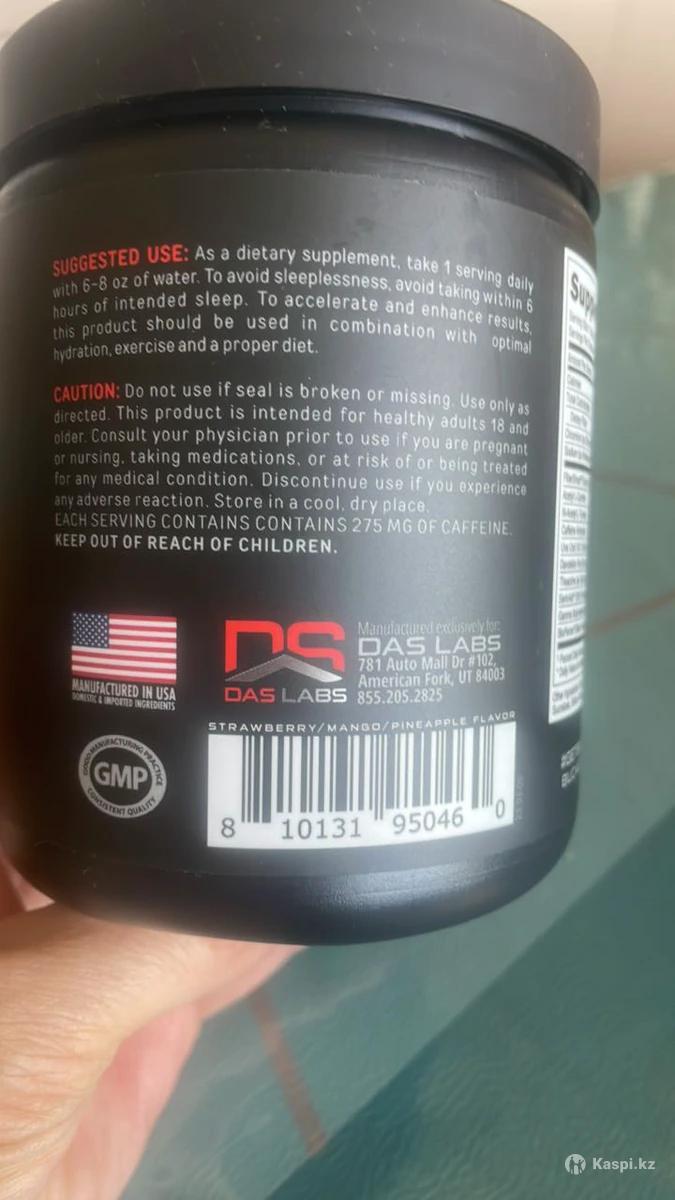 SUGGESTED USE: As a dietary supplement, take 1 serving daily
with 6-8 oz of water. To avoid sleeplessness, avoid taking within 6
hours of intended sleep. To accelerate and enhance results,
this product should be used in combination with optimal
hydration, exercise and a proper diet.
CAUTION: Do not use if seal is broken or missing. Use only as
directed. This product is intended for healthy adults 18 and
older. Consult your physician prior to use if you are pregnant
or nursing, taking medications, or at risk of or being treated
for any medical condition. Discontinue use if you experience
any adverse reaction. Store in a cool, dry place.
EACH SERVING CONTAINS CONTAINS 275 MG OF CAFFEINE.
KEEP OUT OF REACH OF CHILDREN.
MANUFACTURED IN USA
DOMESTIC & IMPORTED INGREDIENTS
DS
DAS LABS
Manufactured exclusively for:
DAS LABS
781 Auto Mall Dr #102,
American Fork, UT 84003
855.205.2825
GOOD MANUFACTURING PRACTICE
GMP
CONSISTENT QUALITY
STRAWBERRY/MANGO/PINEAPPLE FLAVOR
8 10131 95046 0
Supp
Kaspi.kz